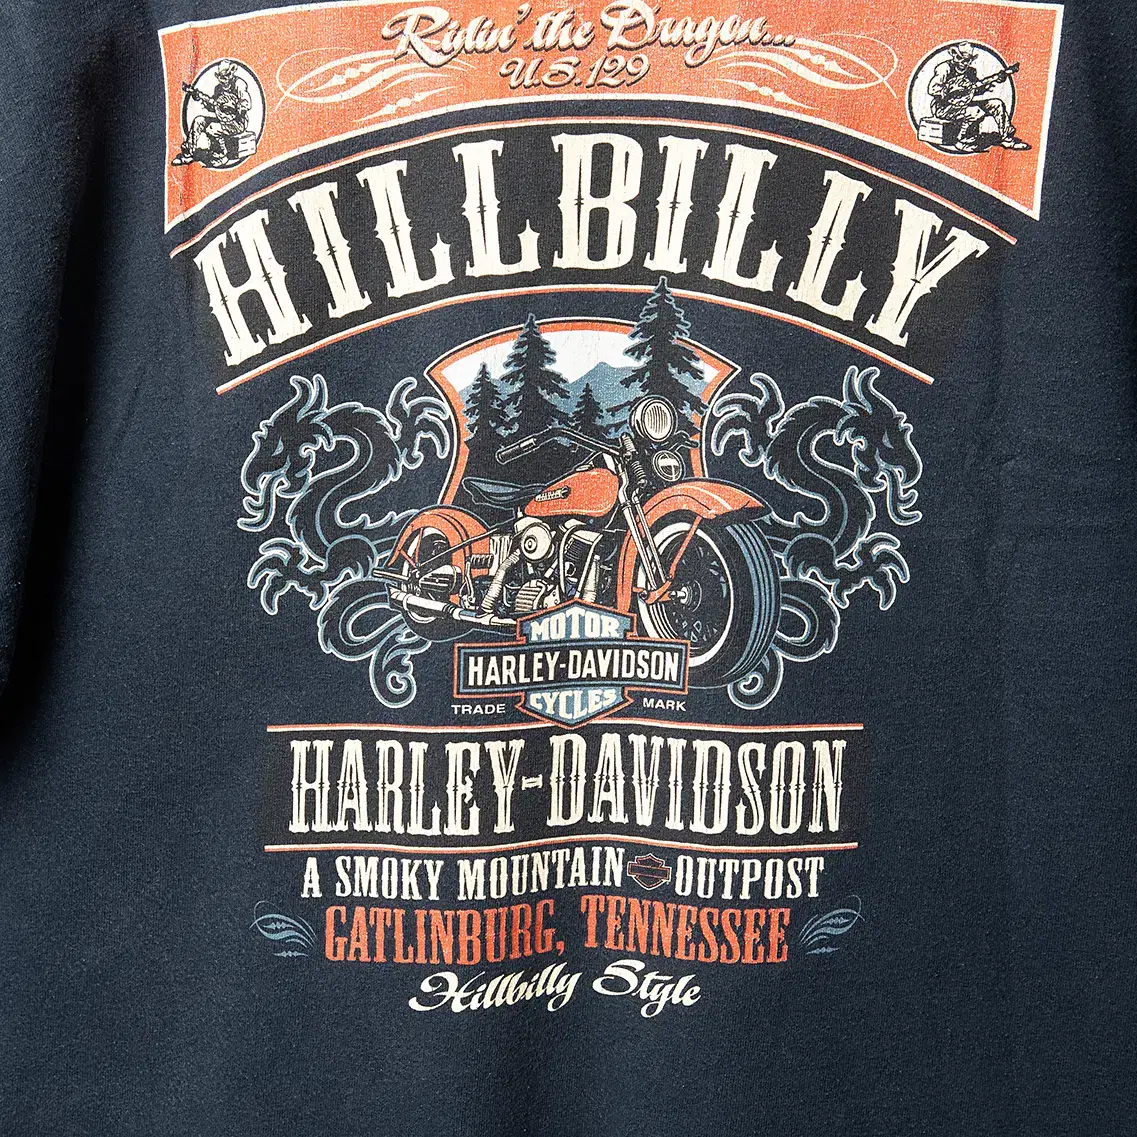 Ridin' the Dragon...
U.S. 129
HILLBILLY
MOTOR
HARLEY-DAVIDSON
CYCLES
TRADE MARK
HARLEY-DAVIDSON
A SMOKY MOUNTAIN OUTPOST
GATLINBURG, TENNESSEE
Hillbilly Style